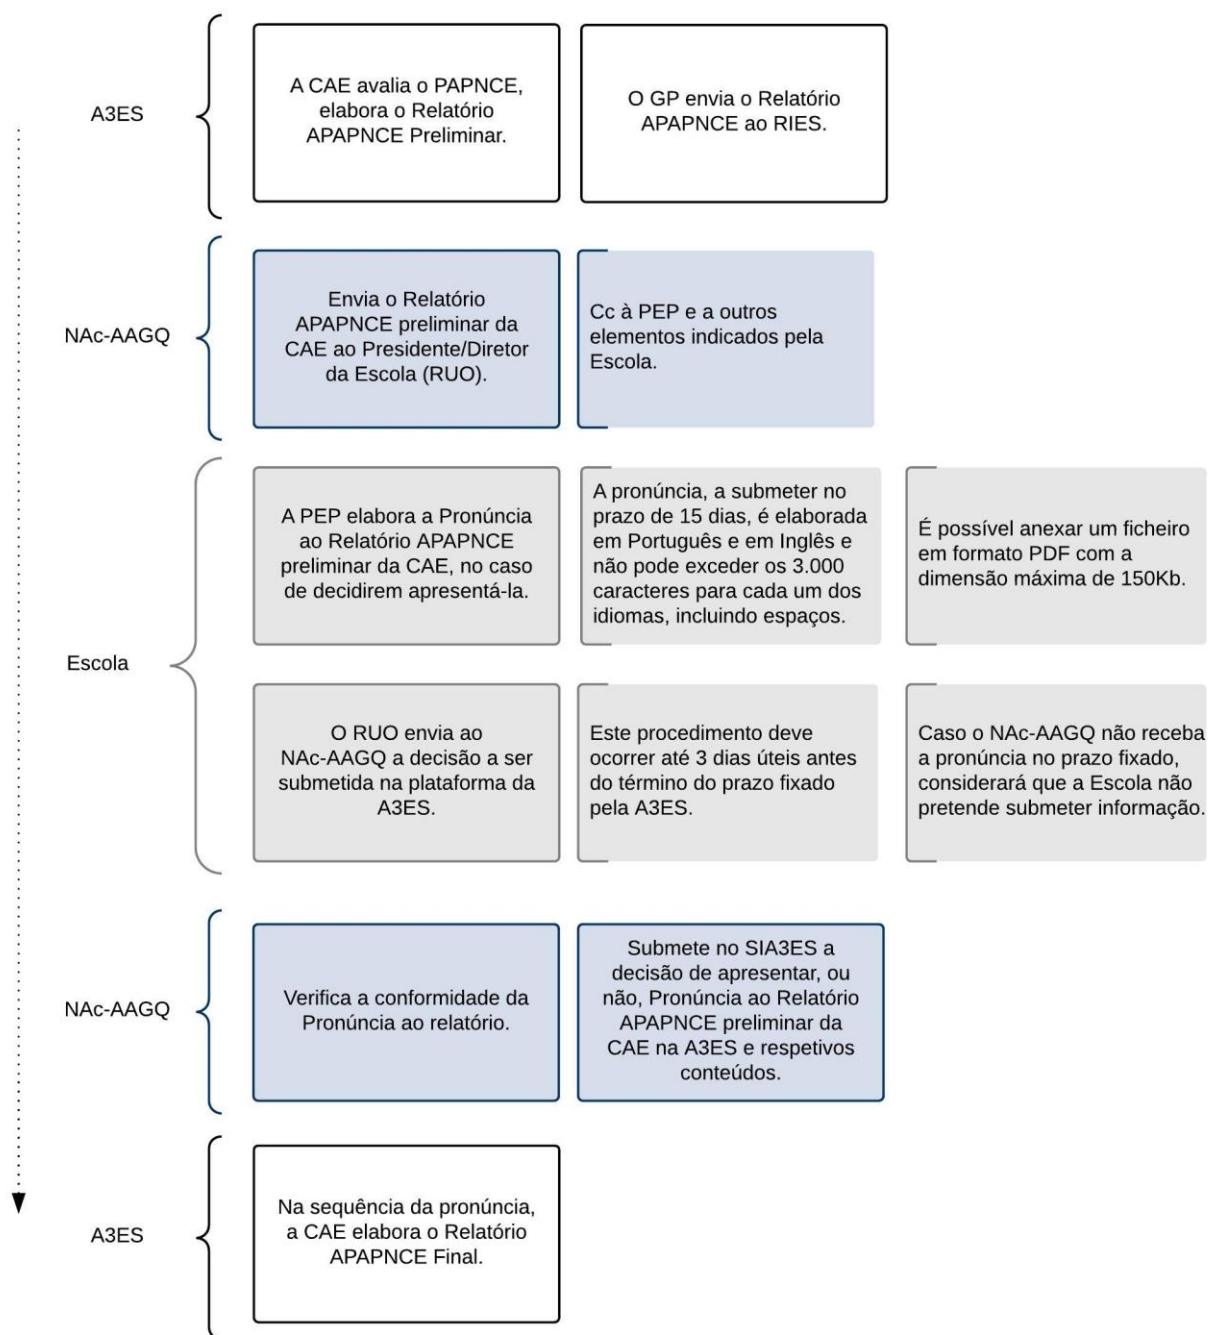 A3ES
A CAE avalia o PAPNCE,
elabora o Relatório
APAPNCE Preliminar.
O GP envia o Relatório
APAPNCE ao RIES.
NAc-AAGQ
Envia o Relatório
APAPNCE preliminar da
CAE ao Presidente/Diretor
da Escola (RUO).
Cc à PEP e a outros
elementos indicados pela
Escola.
Escola
A PEP elabora a Pronúncia
ao Relatório APAPNCE
preliminar da CAE, no caso
de decidirem apresentá-la.
A pronúncia, a submeter no
prazo de 15 dias, é elaborada
em Português e em Inglês e
não pode exceder os 3.000
caracteres para cada um dos
idiomas, incluindo espaços.
É possível anexar um ficheiro
em formato PDF com a
dimensão máxima de 150Kb.
O RUO envia ao
NAc-AAGQ a decisão a ser
submetida na plataforma da
A3ES.
Este procedimento deve
ocorrer até 3 dias úteis antes
do término do prazo fixado
pela A3ES.
Caso o NAc-AAGQ não receba
a pronúncia no prazo fixado,
considerará que a Escola não
pretende submeter informação.
NAc-AAGQ
Verifica a conformidade da
Pronúncia ao relatório.
Submete no SIA3ES a
decisão de apresentar, ou
não, Pronúncia ao Relatório
APAPNCE preliminar da
CAE na A3ES e respetivos
conteúdos.
A3ES
Na sequência da pronúncia,
a CAE elabora o Relatório
APAPNCE Final.